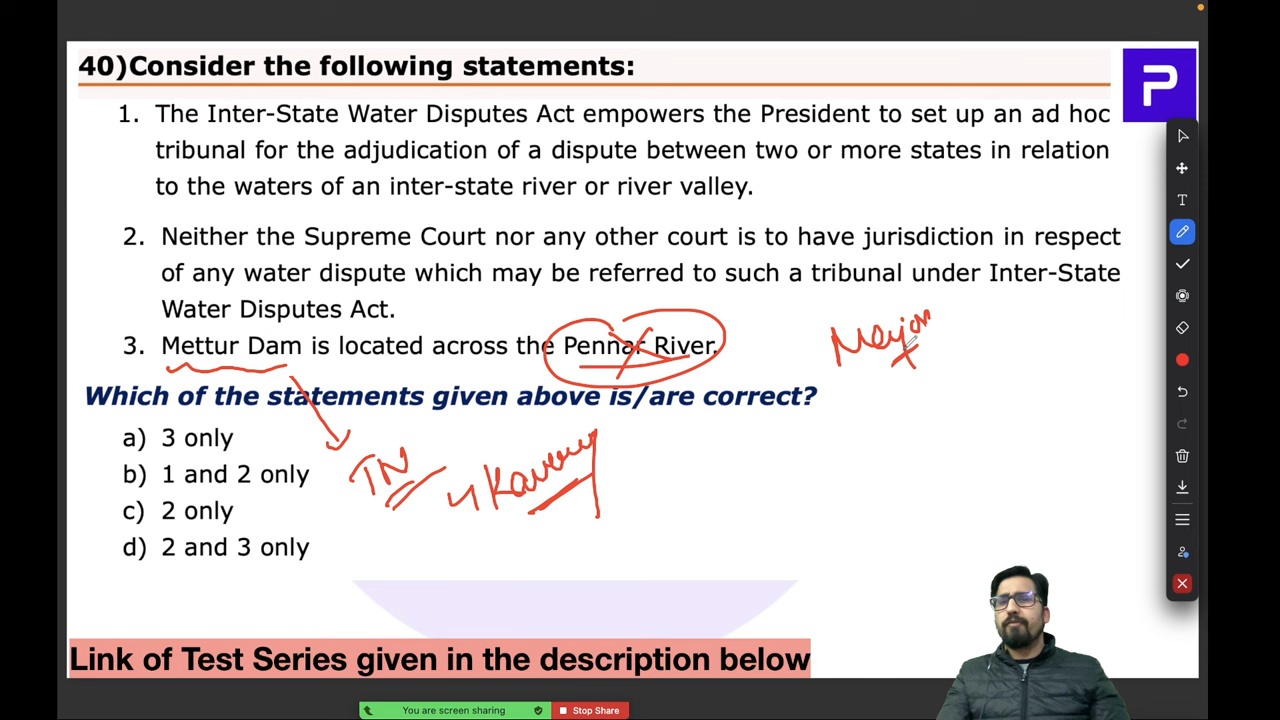 40)Consider the following statements:
P
1. The Inter-State Water Disputes Act empowers the President to set up an ad hoc
tribunal for the adjudication of a dispute between two or more states in relation
to the waters of an inter-state river or river valley.
2. Neither the Supreme Court nor any other court is to have jurisdiction in respect
of any water dispute which may be referred to such a tribunal under Inter-State
Water Disputes Act.
3. Mettur Dam is located across the Pennar River.
Major
Which of the statements given above is/are correct?
a) 3 only
b) 1 and 2 only
TN
Kavery
c) 2 only
d) 2 and 3 only
Link of Test Series given in the description below
T
You are screen sharing
Stop Share